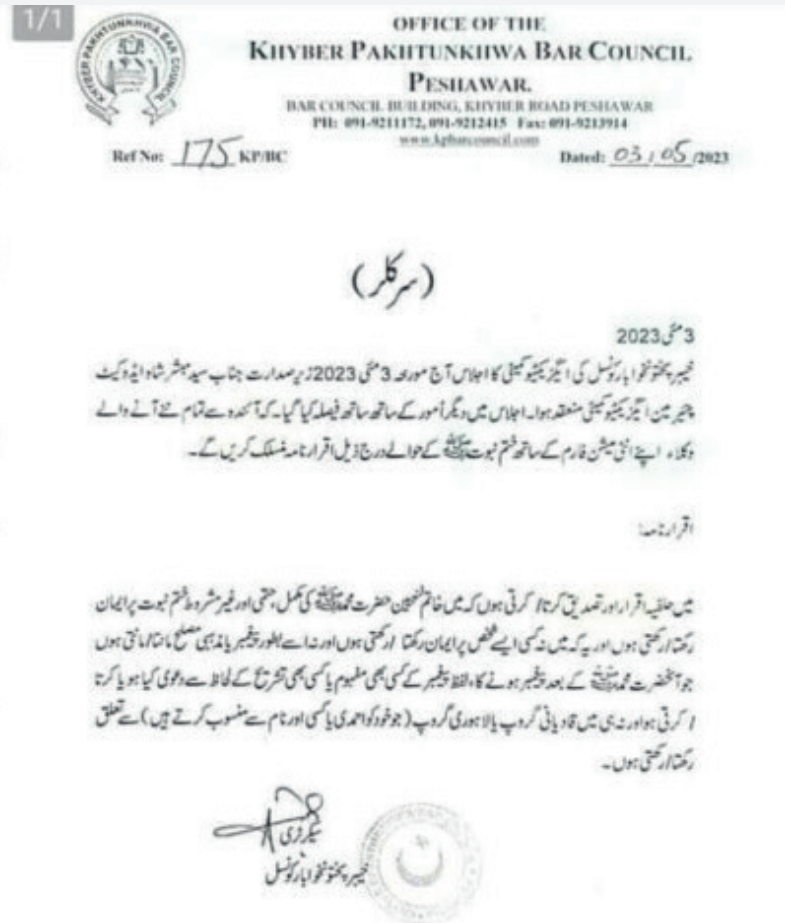 1/1
KHYBER PAKHTUNKHWA BAR COUNCIL
OFFICE OF THE
KHYBER PAKHTUNKHWA BAR COUNCIL
PESHAWAR.
BAR COUNCIL BUILDING, KHYBER ROAD PESHAWAR
PH: 091-9211172, 091-9212415 Fax: 091-9213914
www.kpbarcouncil.com
Ref No: 175 KP/BC
Dated: 03/05/2023
(سرکلر)
3 مئی 2023
خیبر پختونخوا بار کونسل کی ایگزیکٹیو کمیٹی کا اجلاس آج مورخہ 3 مئی 2023 زیر صدارت جناب سید مبشر شاہ ایڈوکیٹ
چئیرمین ایگزیکٹیو کمیٹی منعقد ہوا۔ اجلاس میں دیگر اُمور کے ساتھ ساتھ فیصلہ کیا گیا۔ کہ آئندہ سے تمام نئے آنے والے
وکلاء اپنے انٹی میشن فارم کے ساتھ ختم نبوت ﷺ کے حوالے درج ذیل اقرار نامہ منسلک کریں گے۔
اقرار نامہ:
میں حلفیہ اقرار اور تصدیق کرتا / کرتی ہوں کہ میں خاتم النبیین حضرت محمد ﷺ کی مکمل، حتمی اور غیر مشروط ختم نبوت پر ایمان
رکھتا / رکھتی ہوں اور یہ کہ میں نہ کسی ایسے شخص پر ایمان رکھتا / رکھتی ہوں اور نہ اسے بطور پیغمبر یا مذہبی مصلح مانتا / مانتی ہوں
جو آنحضرت محمد ﷺ کے بعد پیغمبر ہونے کا، لفظ پیغمبر کے کسی بھی مفہوم یا کسی بھی تشریح کے لحاظ سے دعویٰ کیا ہو یا کرتا
/ کرتی ہو اور نہ ہی میں قادیانی گروپ یا لاہوری گروپ (جو خود کو احمدی یا کسی اور نام سے منسوب کرتے ہیں) سے تعلق
رکھتا / رکھتی ہوں۔
سیکرٹری
خیبر پختونخوا بار کونسل